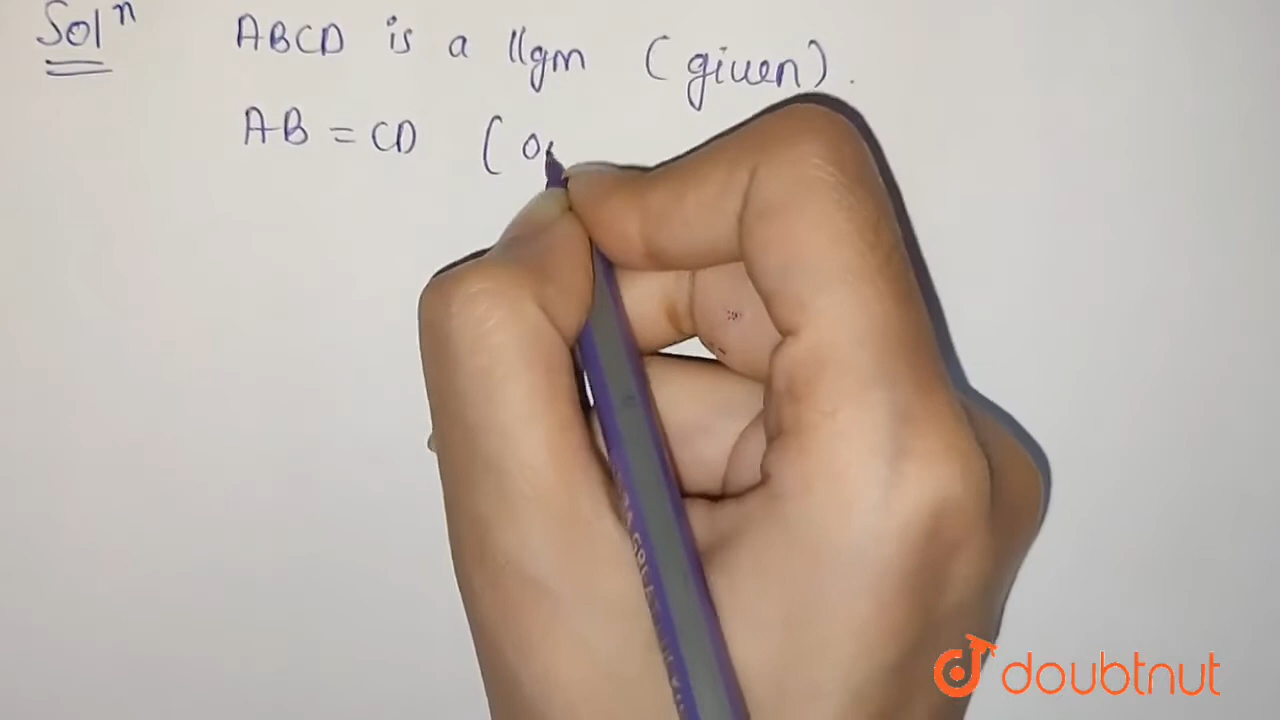 Solⁿ ABCD is a ||gm (given).
AB = CD (
doubtnut